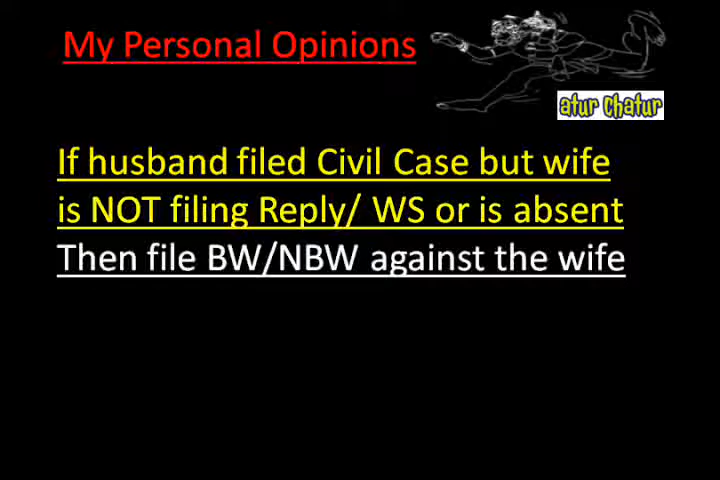 My Personal Opinions
atur chatur
If husband filed Civil Case but wife
is NOT filing Reply/ WS or is absent
Then file BW/NBW against the wife